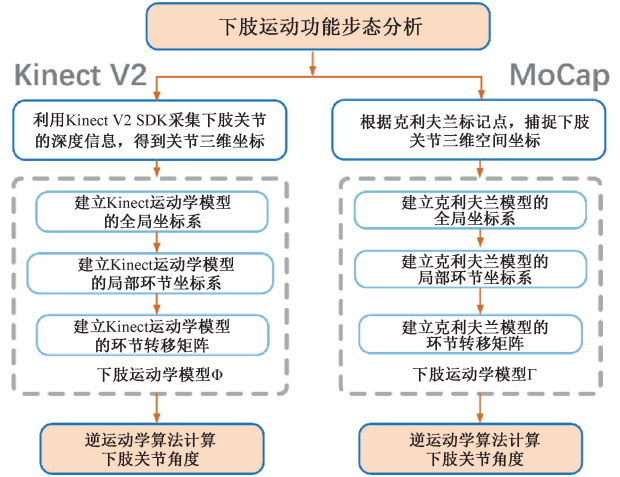 下肢运动功能步态分析
Kinect V2
MoCap
利用Kinect V2 SDK采集下肢关节
的深度信息，得到关节三维坐标
建立Kinect运动学模型
的全局坐标系
建立Kinect运动学模型
的局部环节坐标系
建立Kinect运动学模型
的环节转移矩阵
下肢运动学模型Φ
逆运动学算法计算
下肢关节角度
根据克利夫兰标记点，捕捉下肢
关节三维空间坐标
建立克利夫兰模型的
全局坐标系
建立克利夫兰模型的
局部环节坐标系
建立克利夫兰模型的
环节转移矩阵
下肢运动学模型Γ
逆运动学算法计算
下肢关节角度